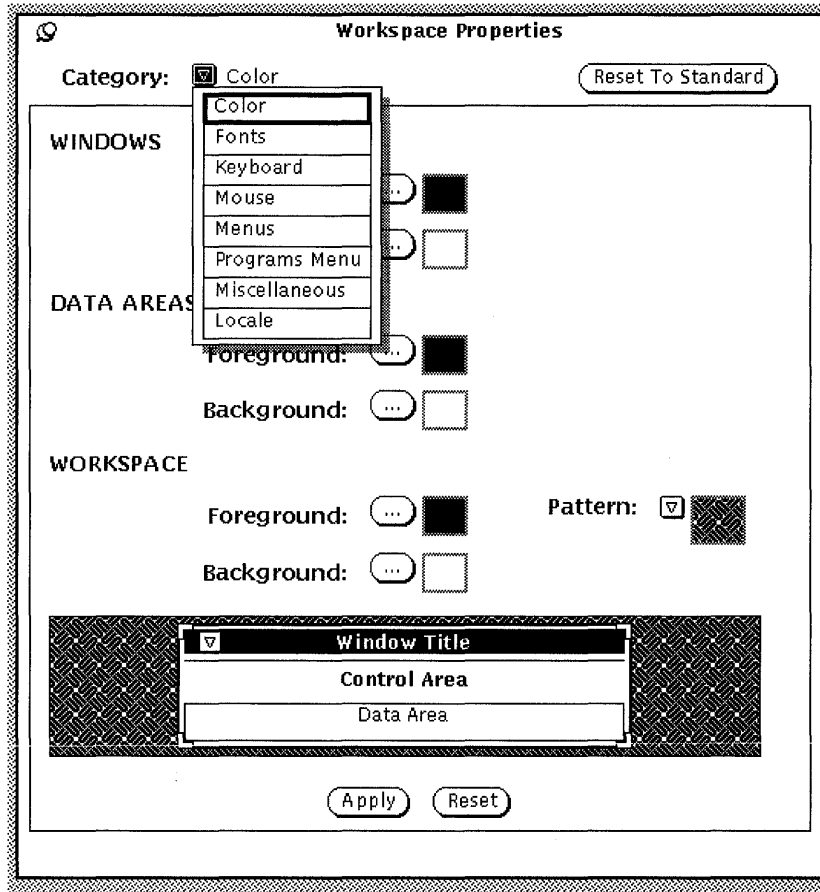 Workspace Properties
Category: Color Reset To Standard
Color
Fonts
Keyboard
Mouse
Menus
Programs Menu
Miscellaneous
Locale
WINDOWS
DATA AREAS
Foreground: ...
Background: ...
WORKSPACE
Foreground: ... Pattern:
Background: ...
Window Title
Control Area
Data Area
Apply Reset